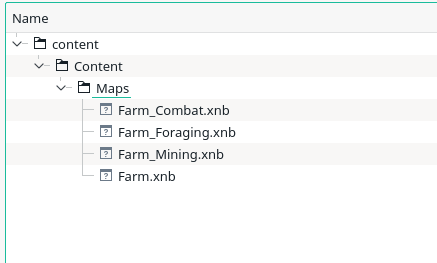 Name
content
Content
Maps
Farm_Combat.xnb
Farm_Foraging.xnb
Farm_Mining.xnb
Farm.xnb